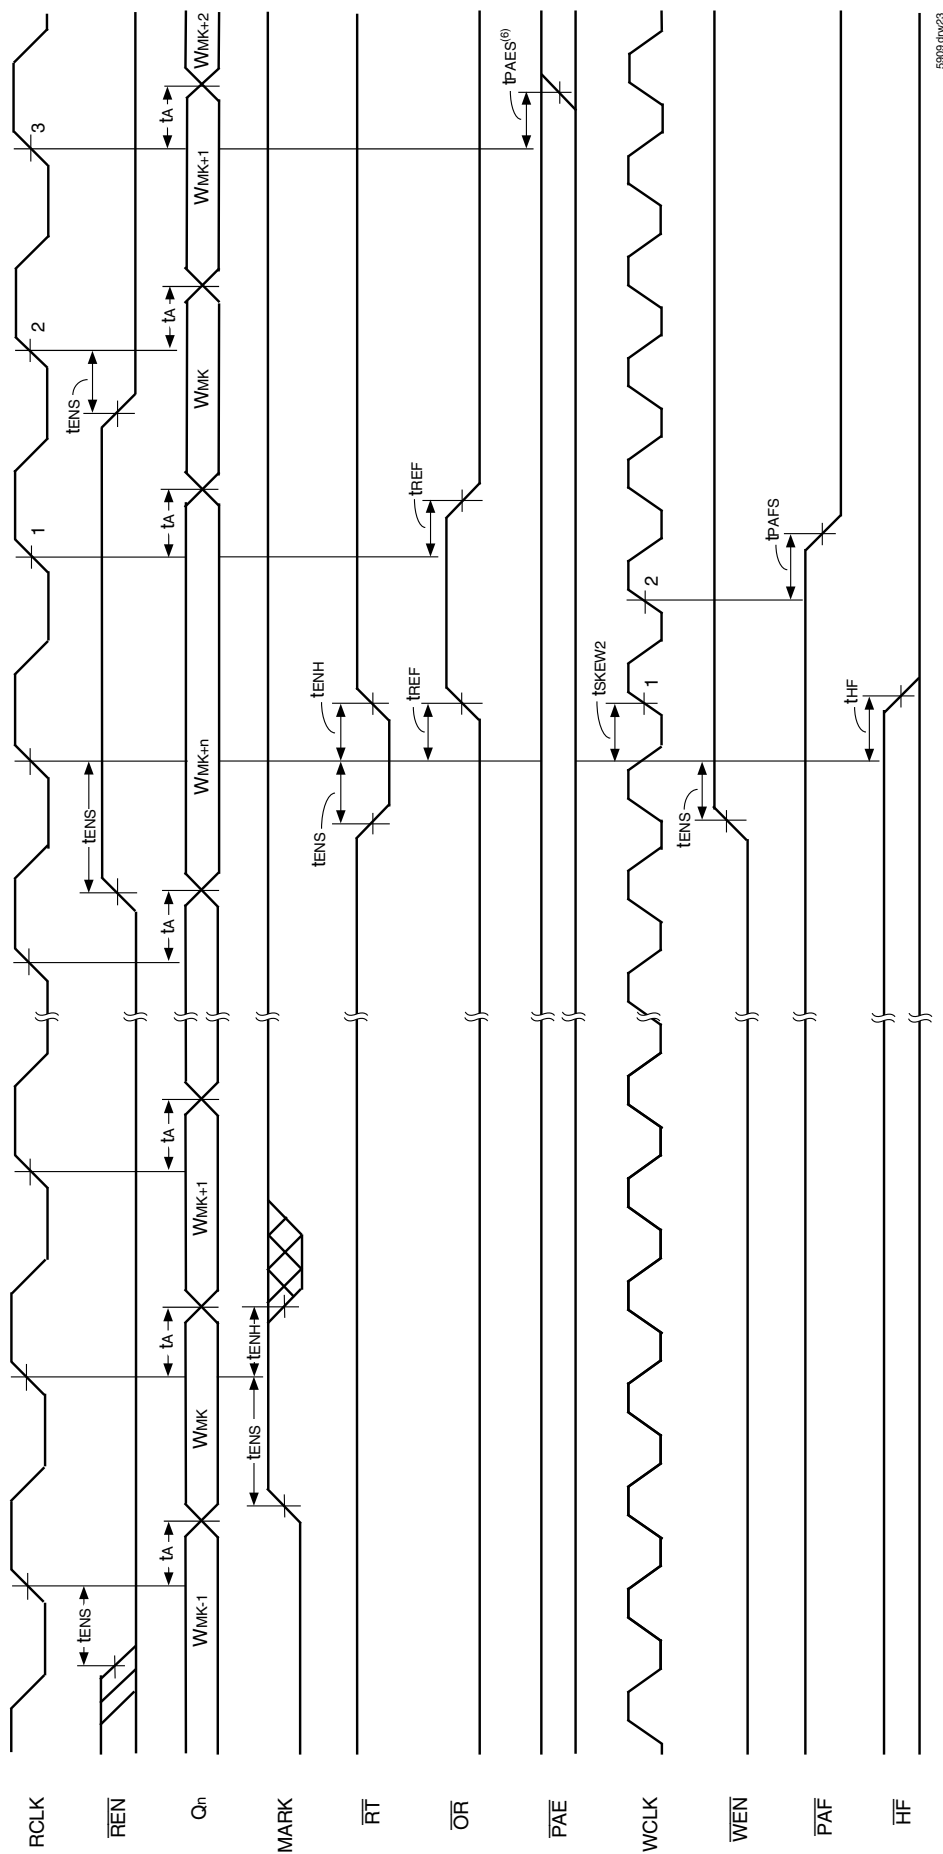 RCLK
1
2
3
REN
tENS
tENS
tENS
Qn
tA
tA
tA
tA
tA
tA
tA
WMK-1
WMK
WMK+1
WMK+n
WMK
WMK+1
WMK+2
MARK
tENS
tENH
RT
tENS
tENH
OR
tREF
tREF
PAE
tPAES(6)
WCLK
tSKEW2
1
2
WEN
tENS
PAF
tPAFS
HF
tHF
5909 drw23